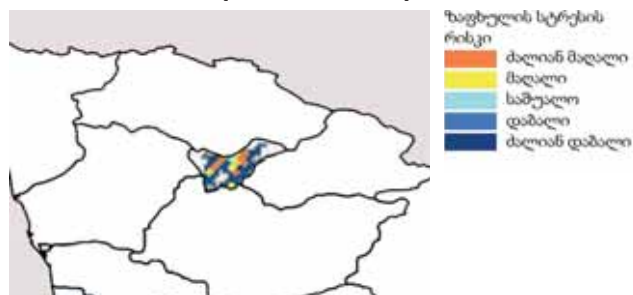 ზაფხულის სტრესის
რისკი
ძალიან მაღალი
მაღალი
საშუალო
დაბალი
ძალიან დაბალი